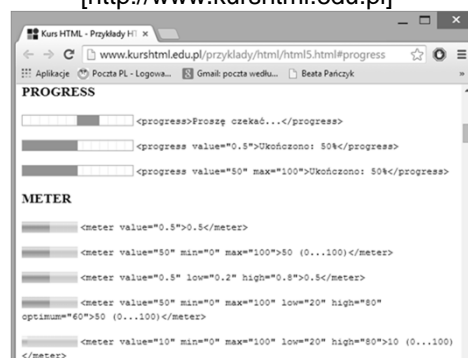 [http://www.kurshtml.edu.pl]
Kurs HTML - Przykłady HT
www.kurshtml.edu.pl/przyklady/html/html5.html#progress
Aplikacje Poczta PL - Logowa... Gmail: poczta wedłu... Beata Pańczyk »
PROGRESS
<progress>Proszę czekać...</progress>
<progress value="0.5">Ukończono: 50%</progress>
<progress value="50" max="100">Ukończono: 50%</progress>
METER
<meter value="0.5">0.5</meter>
<meter value="50" min="0" max="100">50 (0...100)</meter>
<meter value="0.5" low="0.2" high="0.8">0.5</meter>
<meter value="50" min="0" max="100" low="20" high="80"
optimum="60">50 (0...100)</meter>
<meter value="10" min="0" max="100" low="20" high="80">10 (0...100)
</meter>